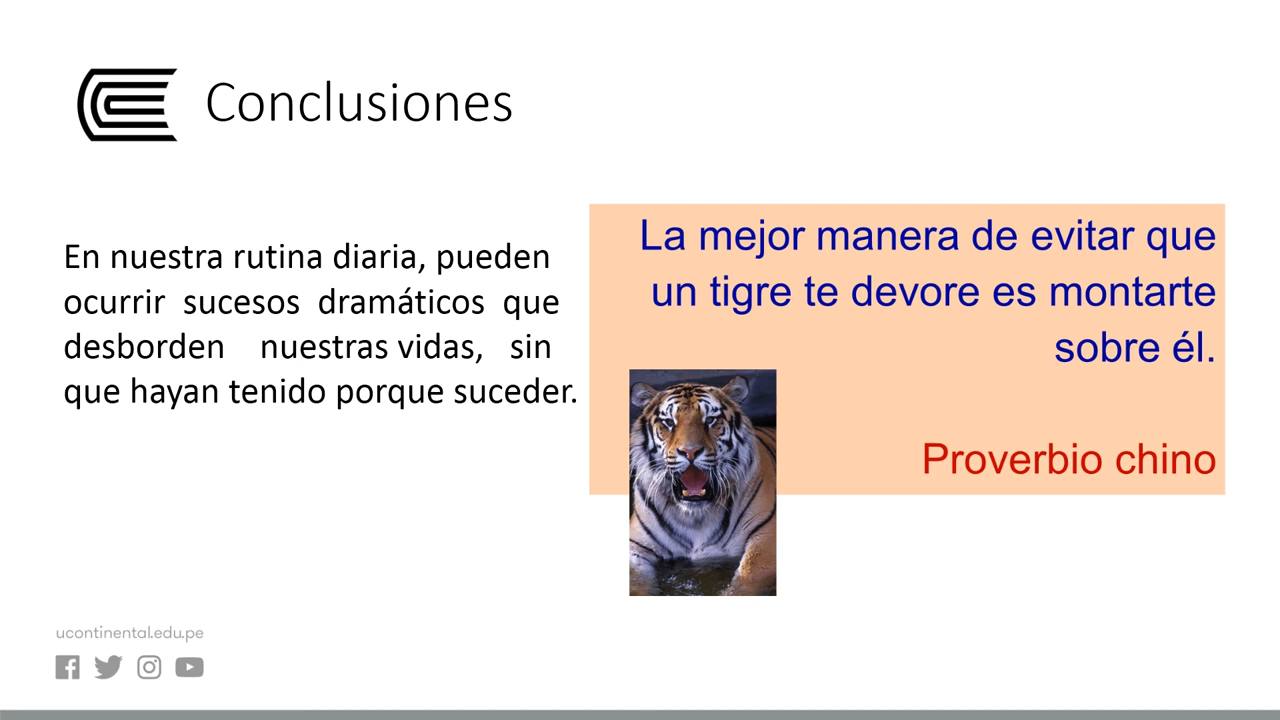 Conclusiones
En nuestra rutina diaria, pueden
ocurrir sucesos dramáticos que
desborden nuestras vidas, sin
que hayan tenido porque suceder.
La mejor manera de evitar que
un tigre te devore es montarte
sobre él.
Proverbio chino
ucontinental.edu.pe